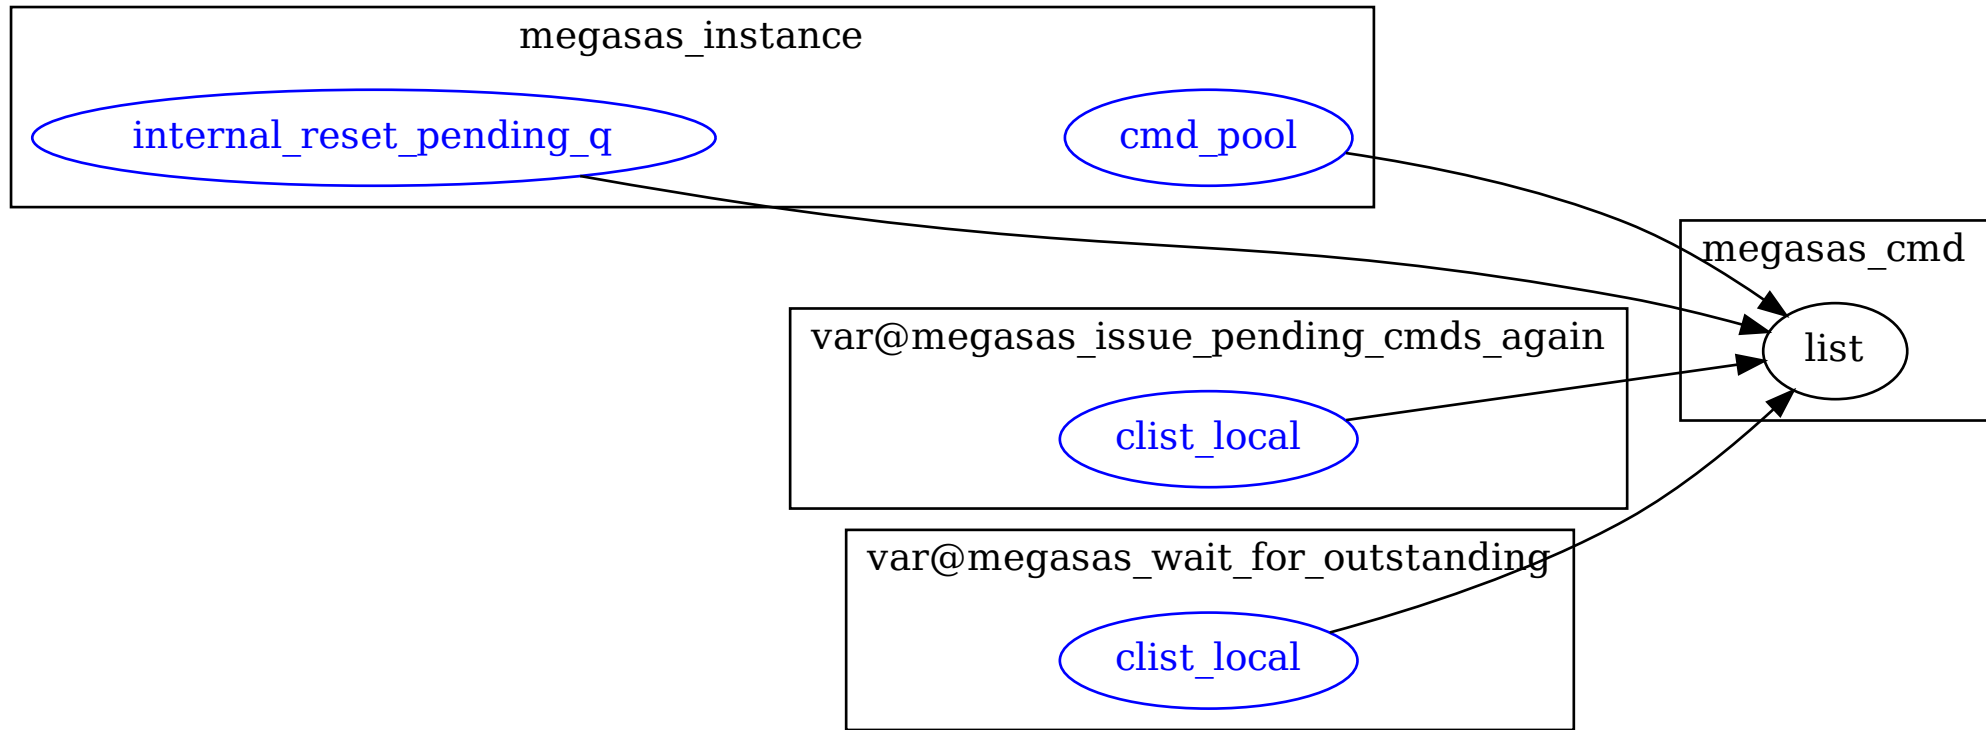 megasas_instance
internal_reset_pending_q
cmd_pool
megasas_cmd
list
var@megasas_issue_pending_cmds_again
clist_local
var@megasas_wait_for_outstanding
clist_local